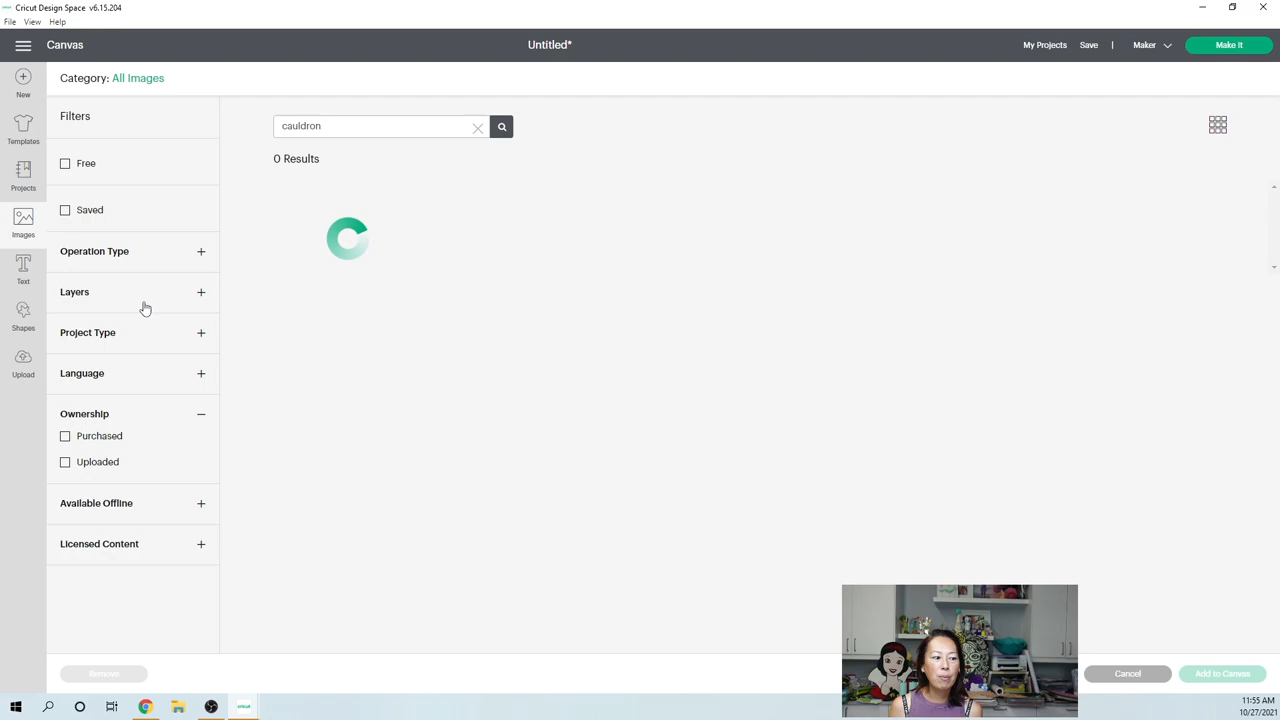 Cricut Design Space v6.15.204
File View Help
Canvas
Untitled*
My Projects Save | Maker Make It
New
Templates
Projects
Images
Text
Shapes
Upload
Category: All Images
Filters
Free
Saved
Operation Type +
Layers +
Project Type +
Language +
Ownership −
Purchased
Uploaded
Available Offline +
Licensed Content +
cauldron
0 Results
Remove
Cancel
Add to Canvas
cricut
11:55 AM
10/27/2021